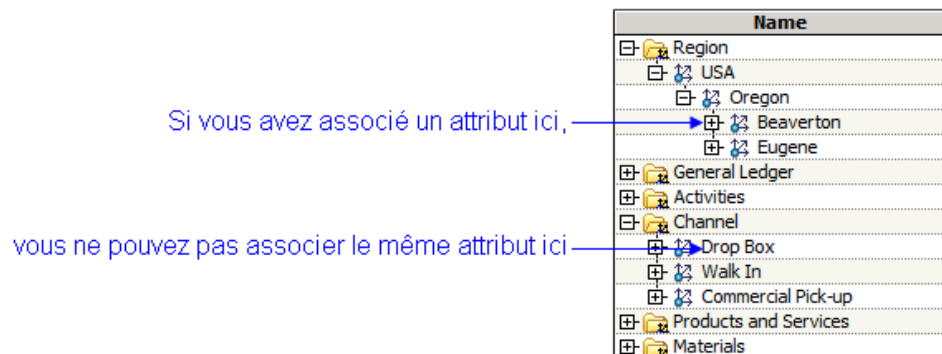 Name
Region
USA
Oregon
Si vous avez associé un attribut ici,
Beaverton
Eugene
General Ledger
Activities
Channel
vous ne pouvez pas associer le même attribut ici
Drop Box
Walk In
Commercial Pick-up
Products and Services
Materials